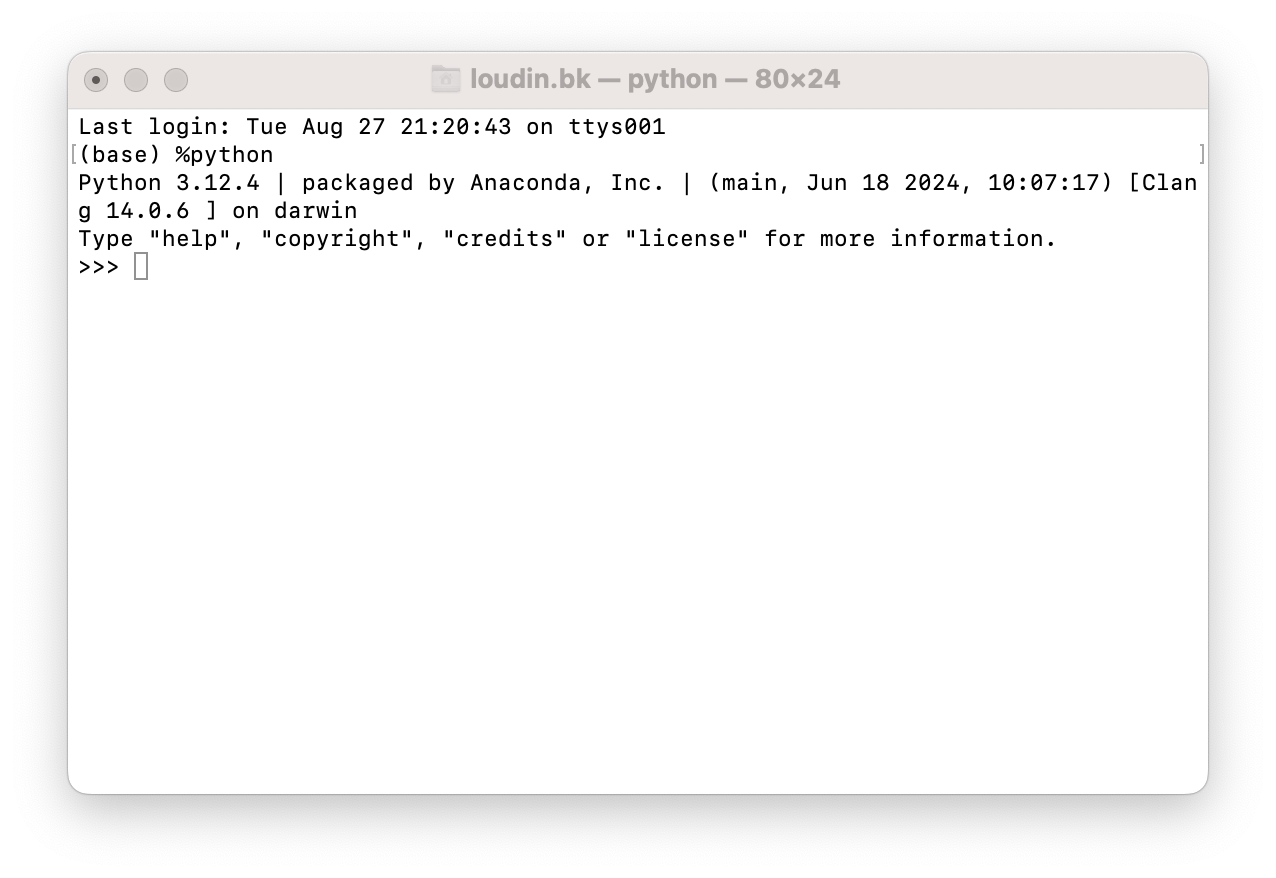 loudin.bk — python — 80×24
Last login: Tue Aug 27 21:20:43 on ttys001
[(base) %python ]
Python 3.12.4 | packaged by Anaconda, Inc. | (main, Jun 18 2024, 10:07:17) [Clan
g 14.0.6 ] on darwin
Type "help", "copyright", "credits" or "license" for more information.
>>>